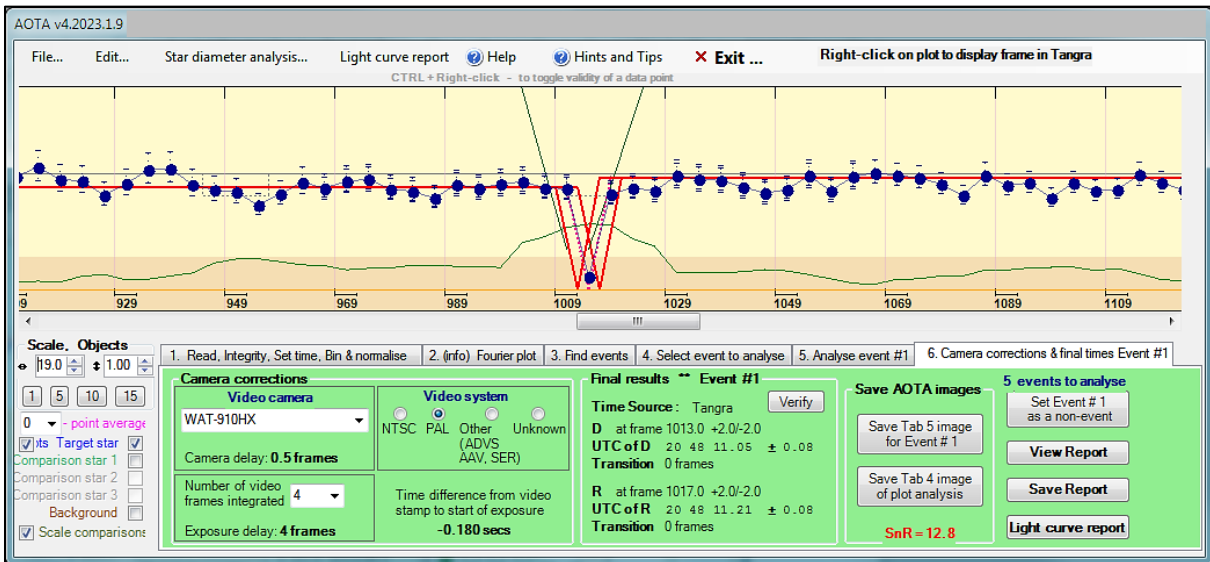 AOTA v4.2023.1.9
File... Edit... Star diameter analysis... Light curve report Help Hints and Tips Exit ... Right-click on plot to display frame in Tangra
CTRL + Right-click - to toggle validity of a data point
9 929 949 969 989 1009 1029 1049 1069 1089 1109
Scale, Objects
19.0 1.00
1 5 10 15
0 - point average
Target star
Comparison star 1
Comparison star 2
Comparison star 3
Background
Scale comparisons
1. Read, Integrity, Set time, Bin & normalise 2. (info) Fourier plot 3. Find events 4. Select event to analyse 5. Analyse event #1 6. Camera corrections & final times Event #1
Camera corrections
Video camera
WAT-910HX
Camera delay: 0.5 frames
Video system
NTSC PAL Other Unknown
(ADVS
AAV, SER)
Number of video
frames integrated 4
Exposure delay: 4 frames
Time difference from video
stamp to start of exposure
-0.180 secs
Final results ** Event #1
Time Source : Tangra Verify
D at frame 1013.0 +2.0/-2.0
UTC of D 20 48 11.05 ± 0.08
Transition 0 frames
R at frame 1017.0 +2.0/-2.0
UTC of R 20 48 11.21 ± 0.08
Transition 0 frames
Save AOTA images
Save Tab 5 image
for Event # 1
Save Tab 4 image
of plot analysis
SnR = 12.8
5 events to analyse
Set Event # 1
as a non-event
View Report
Save Report
Light curve report